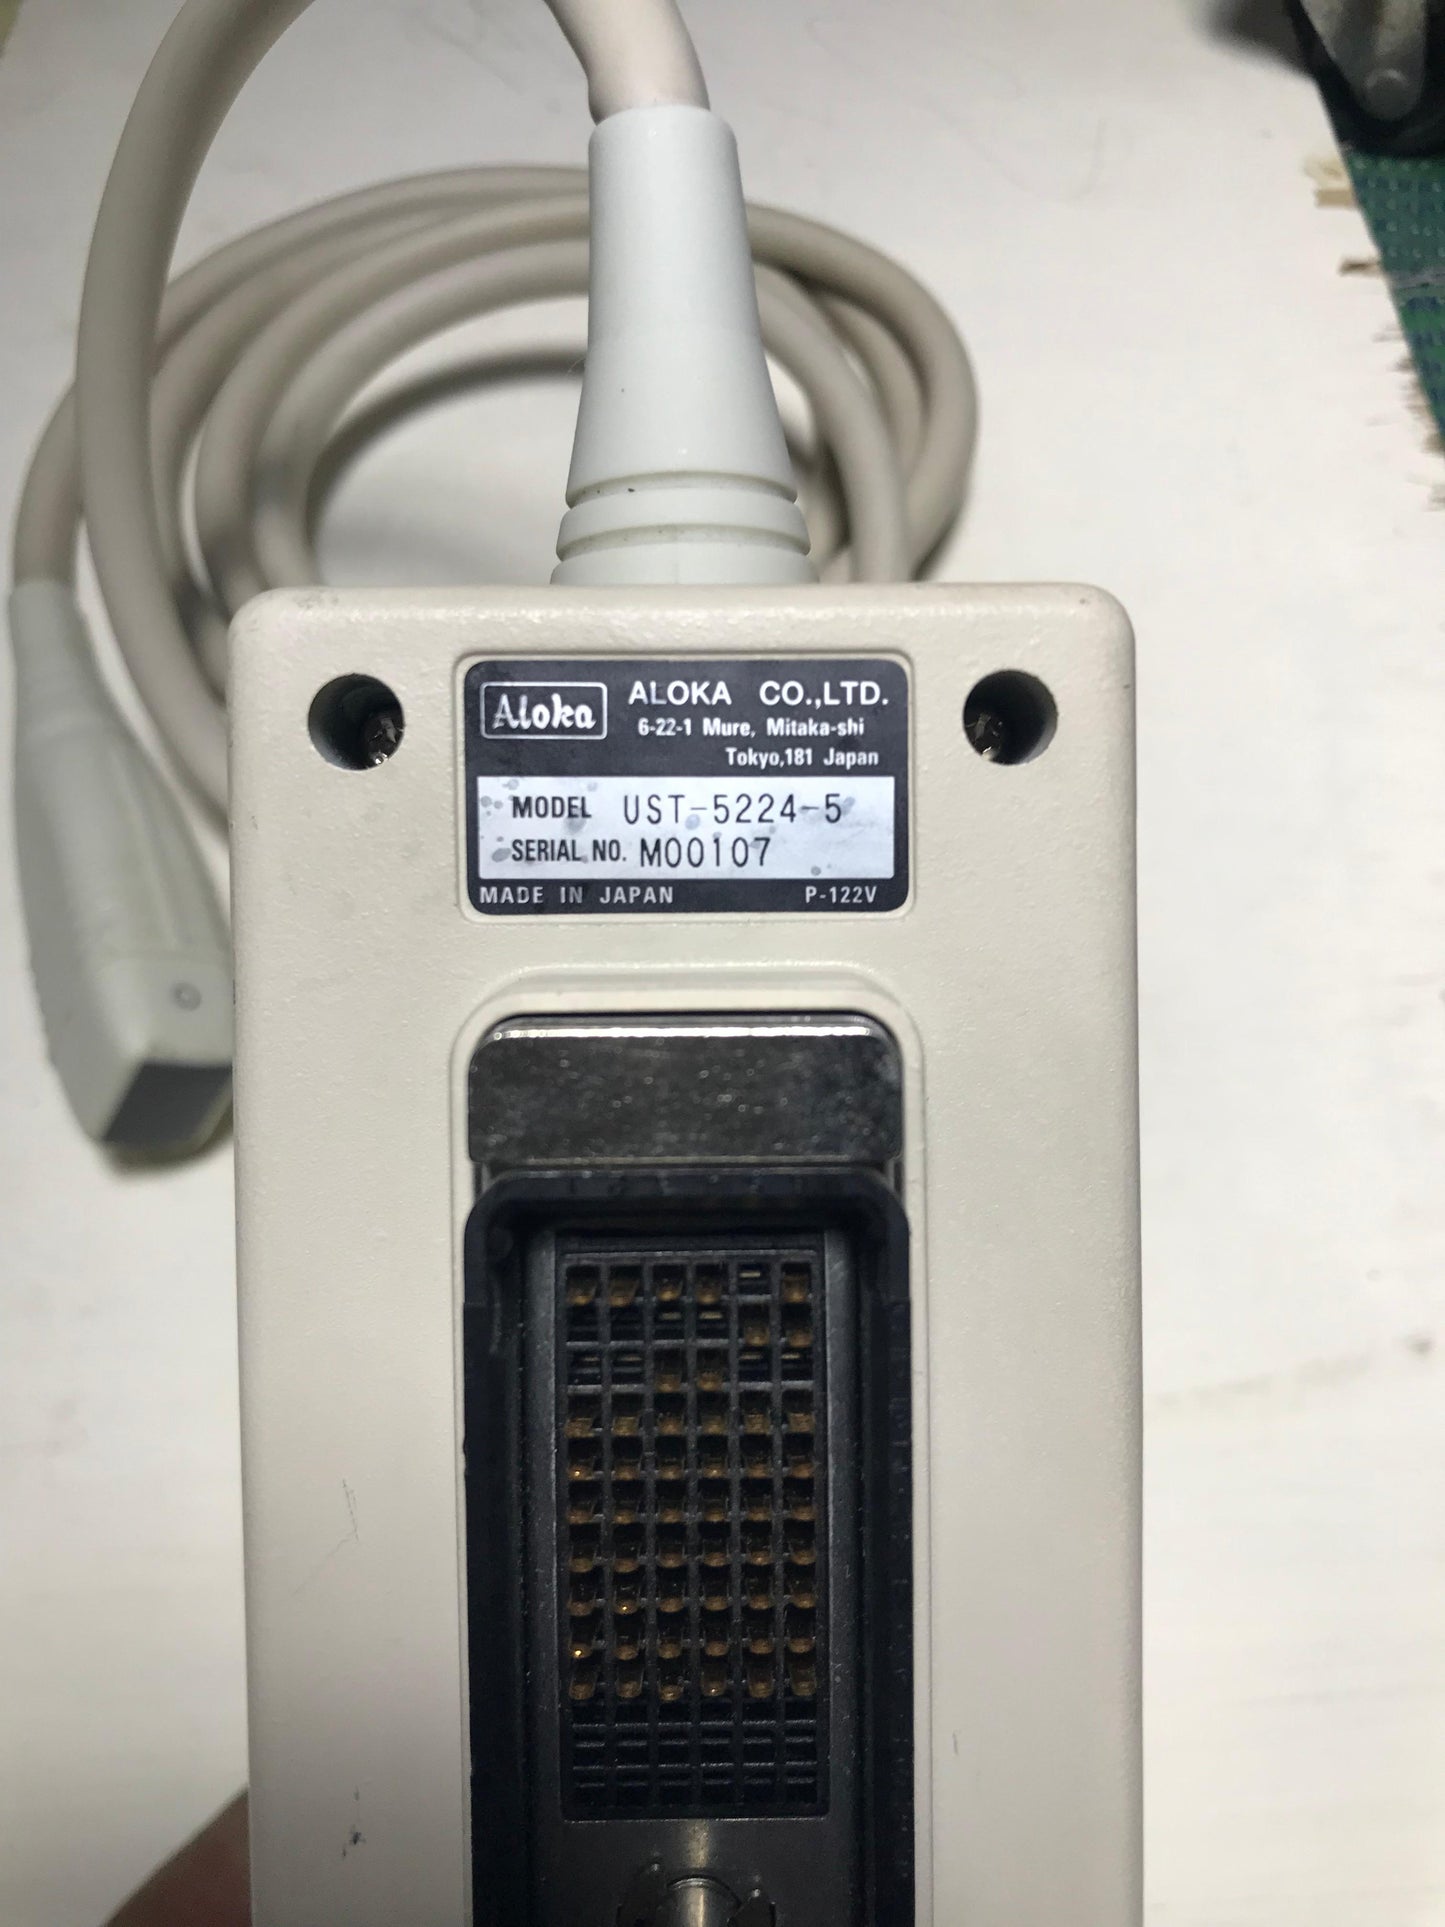 Aloka ALOKA CO.,LTD.
6-22-1 Mure, Mitaka-shi
Tokyo,181 Japan
MODEL UST-5224-5
SERIAL NO. M00107
MADE IN JAPAN P-122V